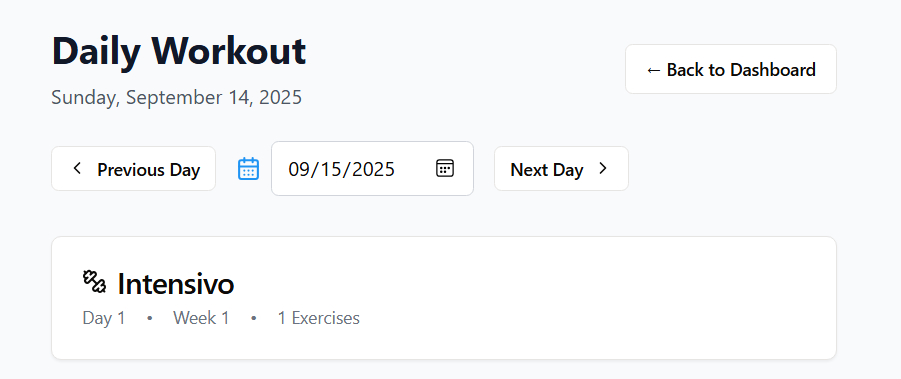 Daily Workout
← Back to Dashboard
Sunday, September 14, 2025
Previous Day
09/15/2025
Next Day
Intensivo
Day 1 • Week 1 • 1 Exercises